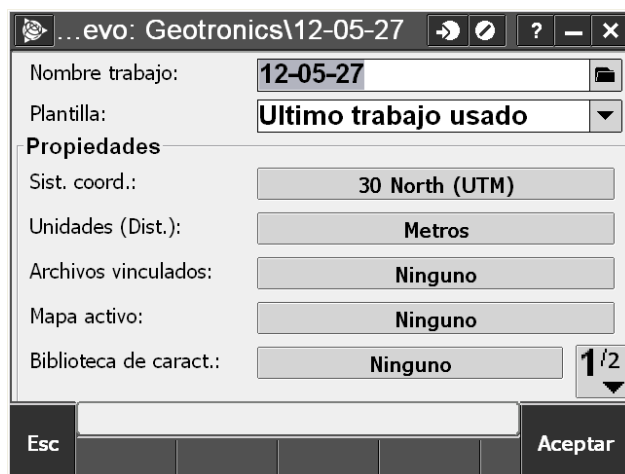 ...evo: Geotronics\12-05-27 ? – ×
Nombre trabajo: 12-05-27
Plantilla: Ultimo trabajo usado
Propiedades
Sist. coord.: 30 North (UTM)
Unidades (Dist.): Metros
Archivos vinculados: Ninguno
Mapa activo: Ninguno
Biblioteca de caract.: Ninguno 1/2
Esc Aceptar